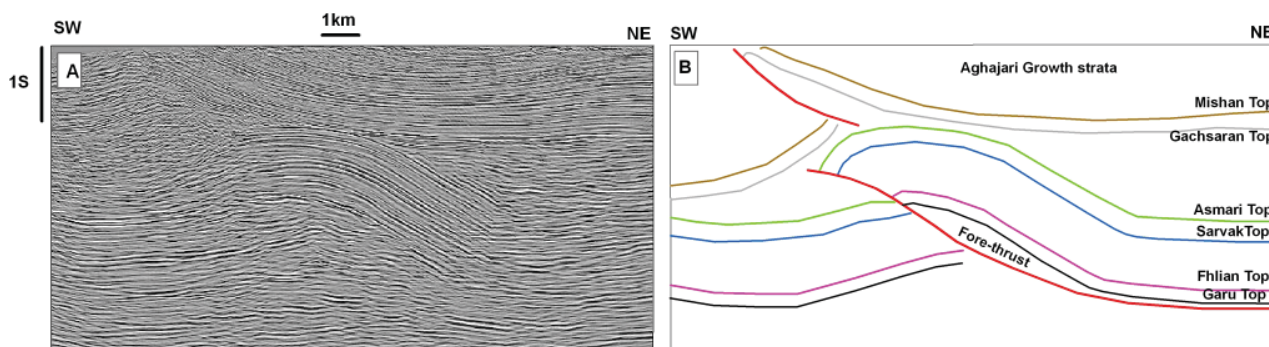 SW
1km
NE
1S
A
SW
NE
B
Aghajari Growth strata
Mishan Top
Gachsaran Top
Asmari Top
SarvakTop
Fore-thrust
Fhlian Top
Garu Top